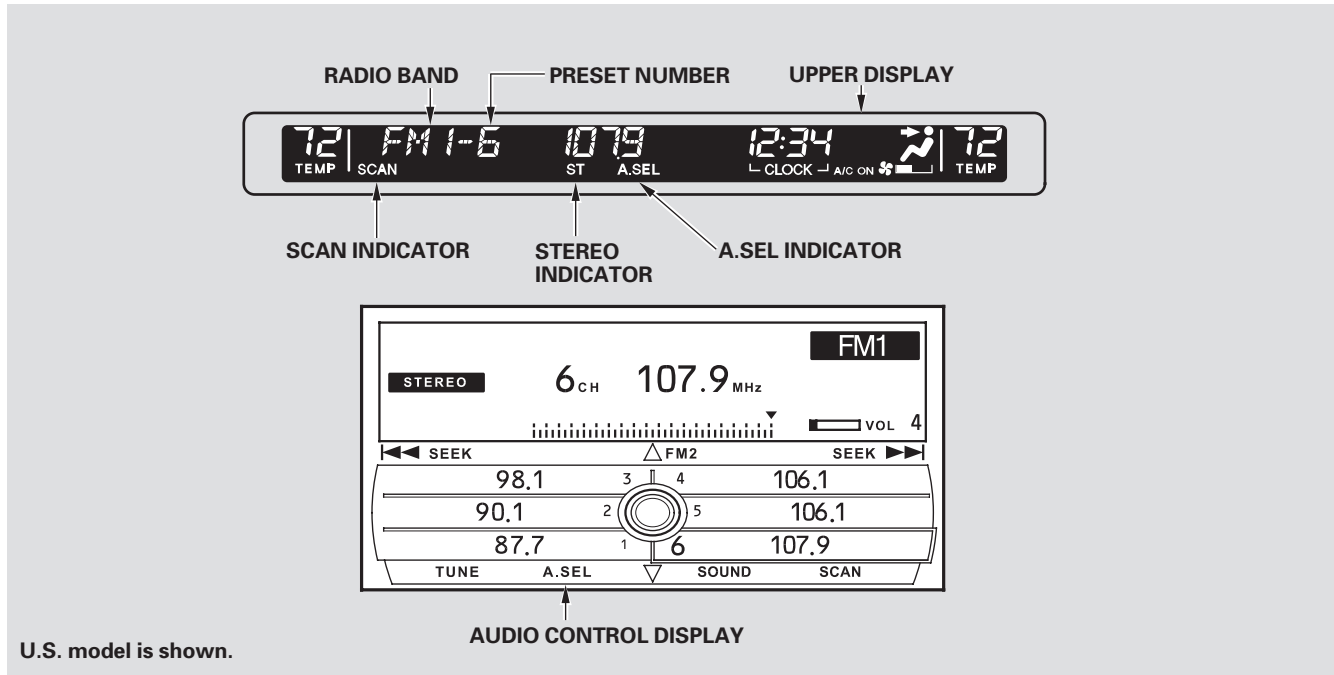 RADIO BAND PRESET NUMBER UPPER DISPLAY
72 FM1-6 107.9 12:34 72
TEMP SCAN ST A.SEL CLOCK A/C ON TEMP
SCAN INDICATOR STEREO INDICATOR A.SEL INDICATOR
FM1
STEREO 6CH 107.9MHz
VOL 4
SEEK FM2 SEEK
98.1 3 4 106.1
90.1 2 5 106.1
87.7 1 6 107.9
TUNE A.SEL SOUND SCAN
AUDIO CONTROL DISPLAY
U.S. model is shown.